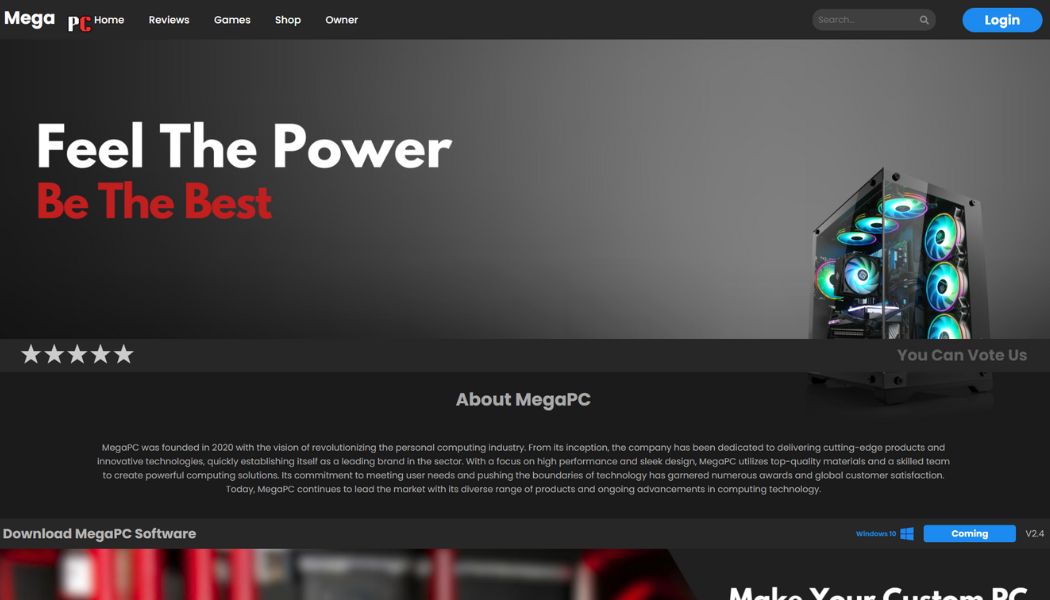 Mega PC Home Reviews Games Shop Owner Search... Login
Feel The Power
Be The Best
You Can Vote Us
About MegaPC
MegaPC was founded in 2020 with the vision of revolutionizing the personal computing industry. From its inception, the company has been dedicated to delivering cutting-edge products and
innovative technologies, quickly establishing itself as a leading brand in the sector. With a focus on high performance and sleek design, MegaPC utilizes top-quality materials and a skilled team
to create powerful computing solutions. Its commitment to meeting user needs and pushing the boundaries of technology has garnered numerous awards and global customer satisfaction.
Today, MegaPC continues to lead the market with its diverse range of products and ongoing advancements in computing technology.
Download MegaPC Software Windows 10 Coming V2.4
Make Your Custom PC